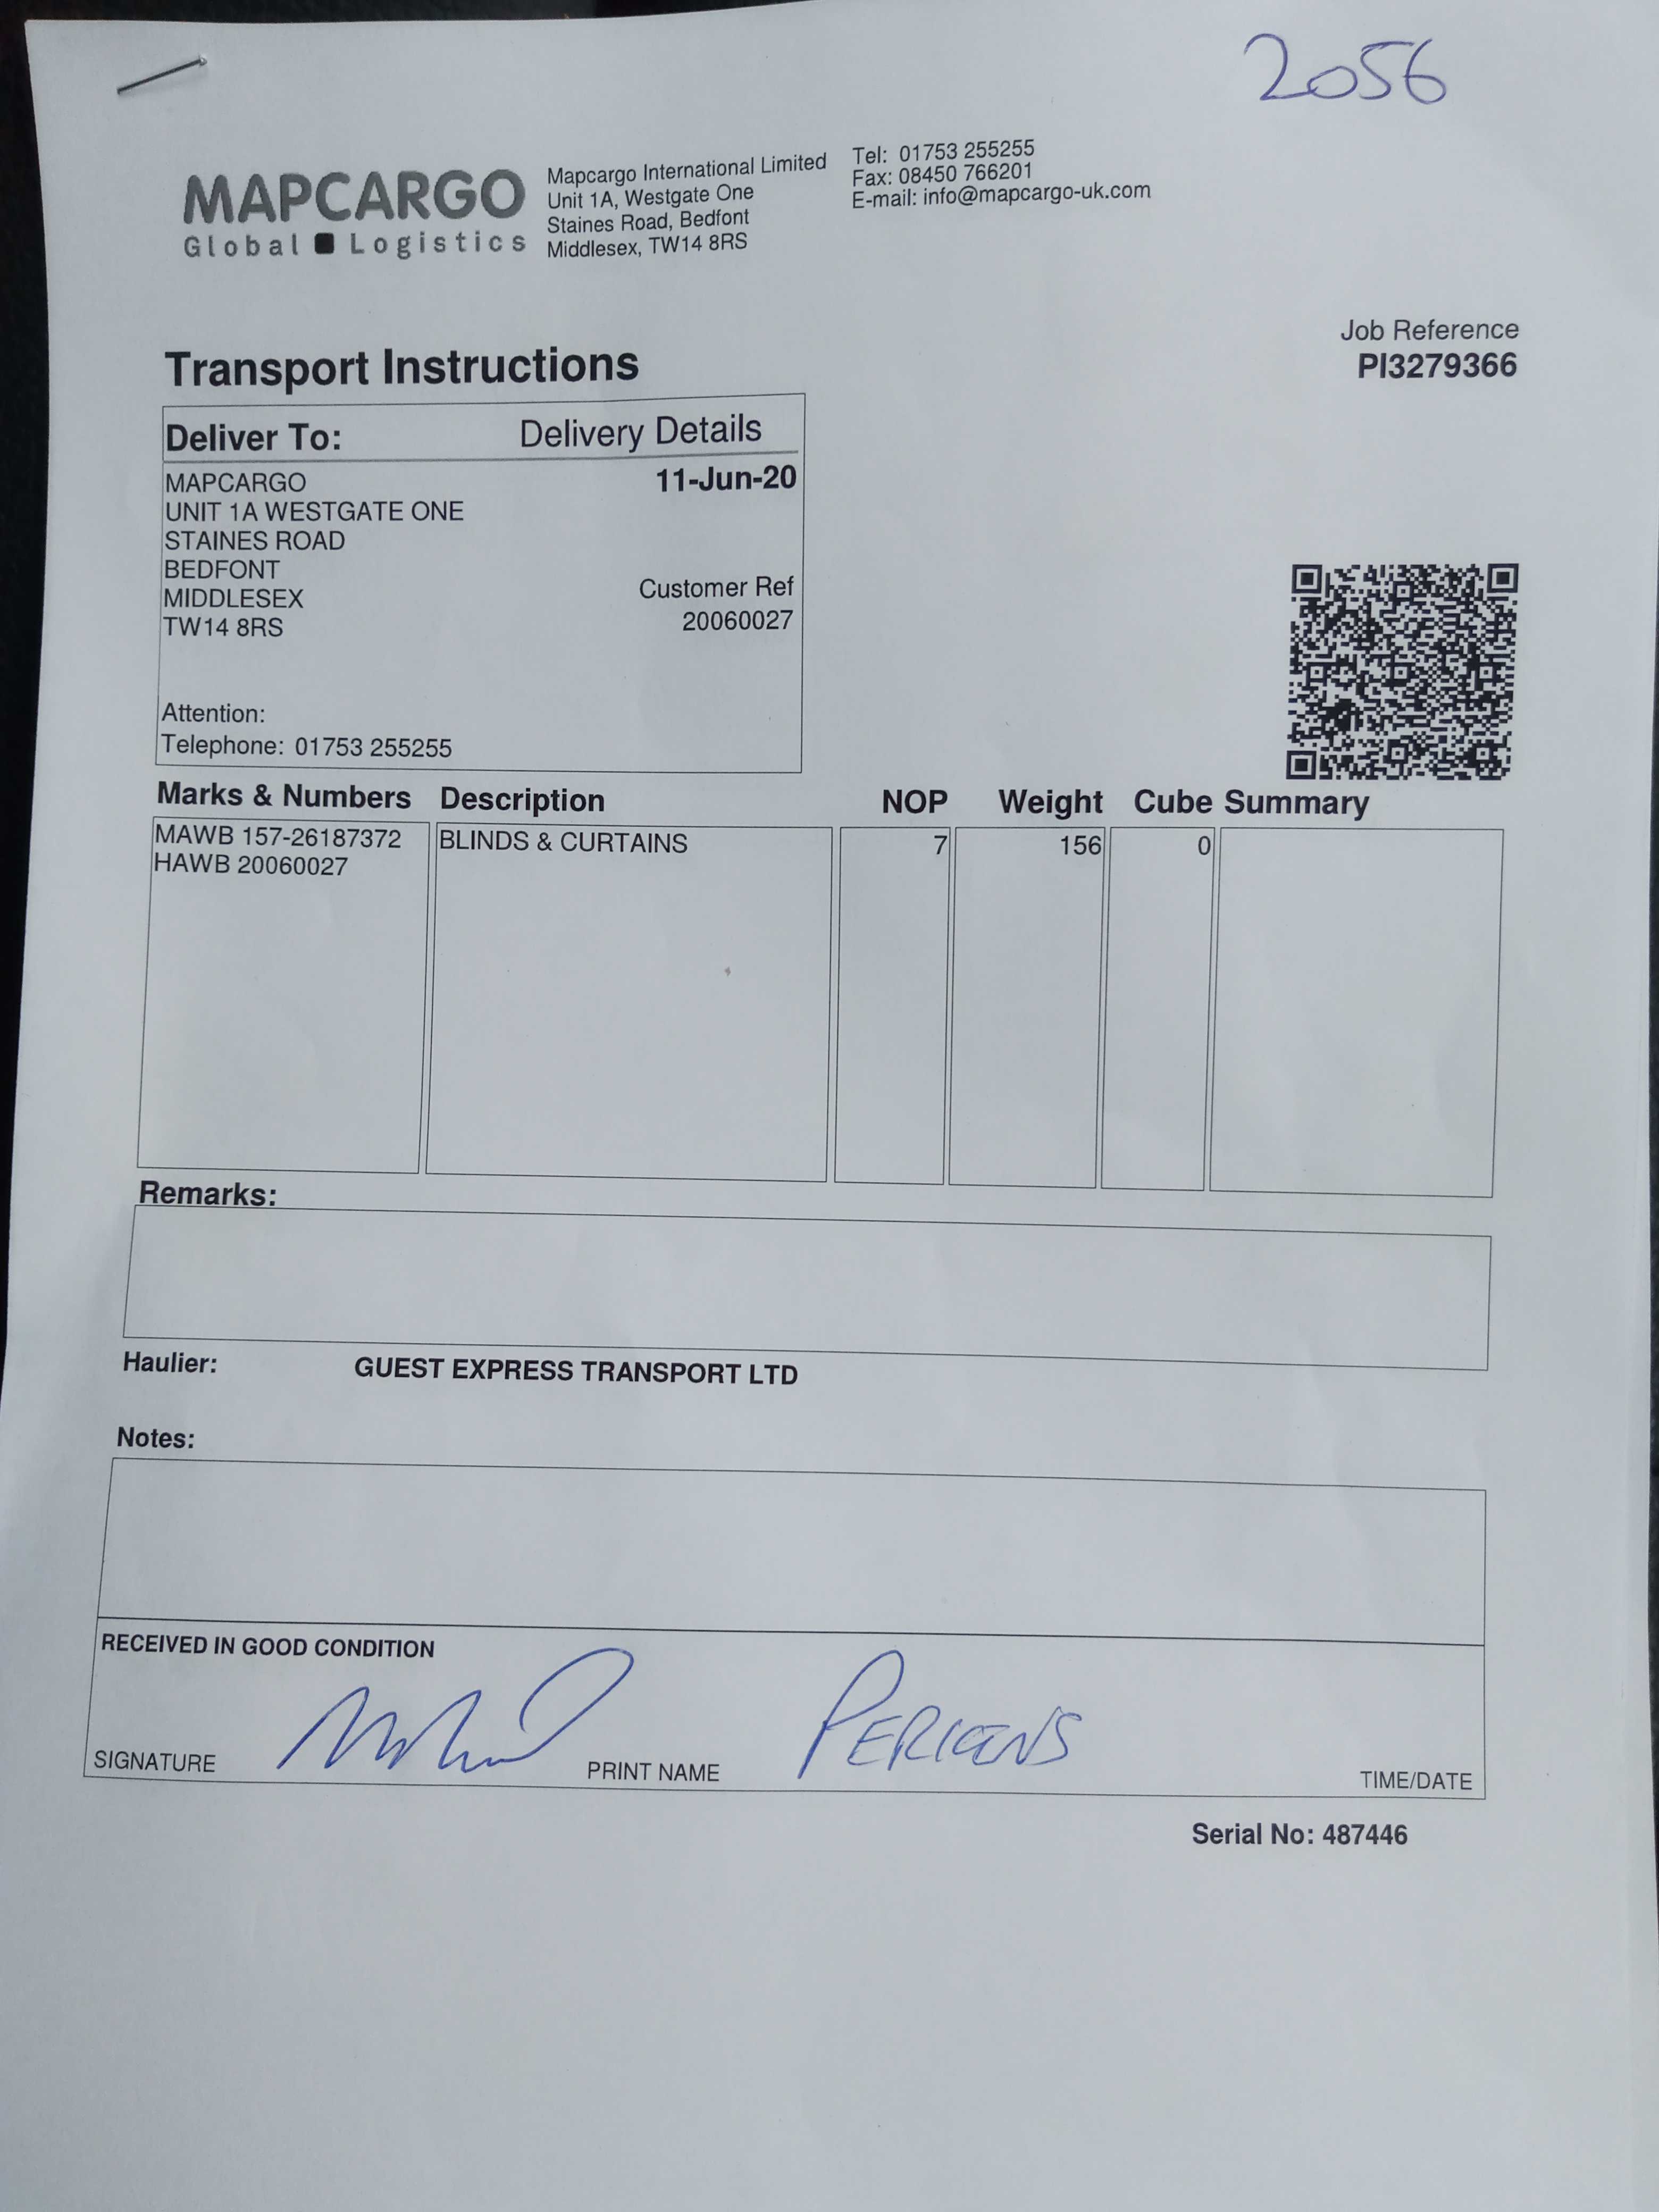 2056
MAPCARGO
Global Logistics
Mapcargo International Limited
Unit 1A, Westgate One
Staines Road, Bedfont
Middlesex, TW14 8RS
Tel: 01753 255255
Fax: 08450 766201
E-mail: info@mapcargo-uk.com
Job Reference
PI3279366
Transport Instructions
Deliver To: Delivery Details
MAPCARGO 11-Jun-20
UNIT 1A WESTGATE ONE
STAINES ROAD
BEDFONT
MIDDLESEX Customer Ref
TW14 8RS 20060027
Attention:
Telephone: 01753 255255
Marks & Numbers Description NOP Weight Cube Summary
MAWB 157-26187372 BLINDS & CURTAINS 7 156 0
HAWB 20060027
Remarks:
Haulier: GUEST EXPRESS TRANSPORT LTD
Notes:
RECEIVED IN GOOD CONDITION
SIGNATURE PRINT NAME TIME/DATE
Serial No: 487446